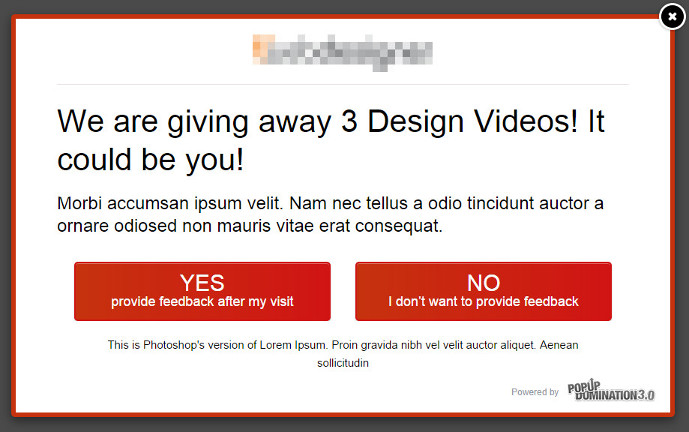 We are giving away 3 Design Videos! It
could be you!
Morbi accumsan ipsum velit. Nam nec tellus a odio tincidunt auctor a
ornare odiosed non mauris vitae erat consequat.
YES
provide feedback after my visit
NO
I don't want to provide feedback
This is Photoshop's version of Lorem Ipsum. Proin gravida nibh vel velit auctor aliquet. Aenean
sollicitudin
Powered by POPUP
DOMINATION 3.0